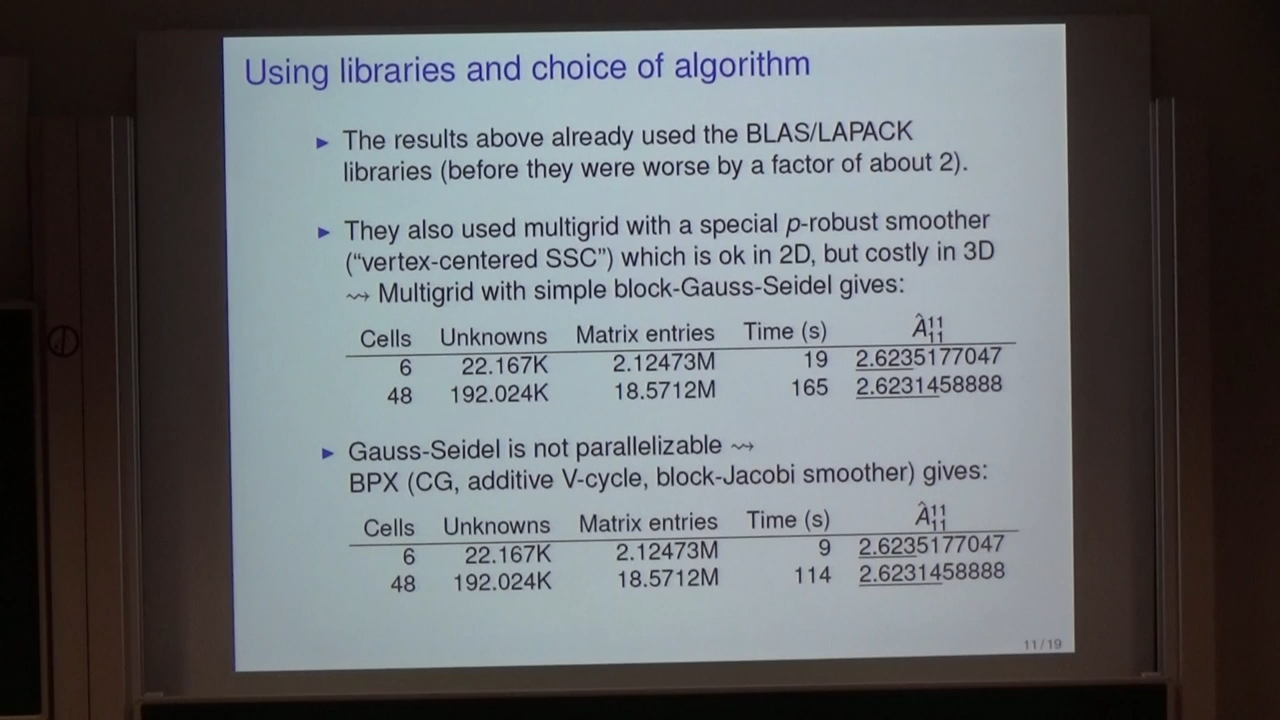 Using libraries and choice of algorithm
► The results above already used the BLAS/LAPACK
libraries (before they were worse by a factor of about 2).
► They also used multigrid with a special p-robust smoother
(“vertex-centered SSC”) which is ok in 2D, but costly in 3D
⇝ Multigrid with simple block-Gauss-Seidel gives:
Cells Unknowns Matrix entries Time (s) Â¹¹₁₁
6 22.167K 2.12473M 19 2.6235177047
48 192.024K 18.5712M 165 2.6231458888
► Gauss-Seidel is not parallelizable ⇝
BPX (CG, additive V-cycle, block-Jacobi smoother) gives:
Cells Unknowns Matrix entries Time (s) Â¹¹₁₁
6 22.167K 2.12473M 9 2.6235177047
48 192.024K 18.5712M 114 2.6231458888
11/19